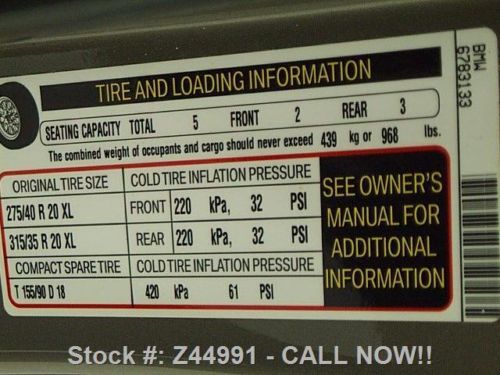 TIRE AND LOADING INFORMATION
SEATING CAPACITY TOTAL 5 FRONT 2 REAR 3
The combined weight of occupants and cargo should never exceed 439 kg or 968 lbs.
ORIGINAL TIRE SIZE COLD TIRE INFLATION PRESSURE
275/40 R 20 XL FRONT 220 kPa, 32 PSI
315/35 R 20 XL REAR 220 kPa, 32 PSI
COMPACT SPARE TIRE COLD TIRE INFLATION PRESSURE
T 155/90 D 18 420 kPa 61 PSI
SEE OWNER'S
MANUAL FOR
ADDITIONAL
INFORMATION
BMW
6783133
Stock #: Z44991 - CALL NOW!!